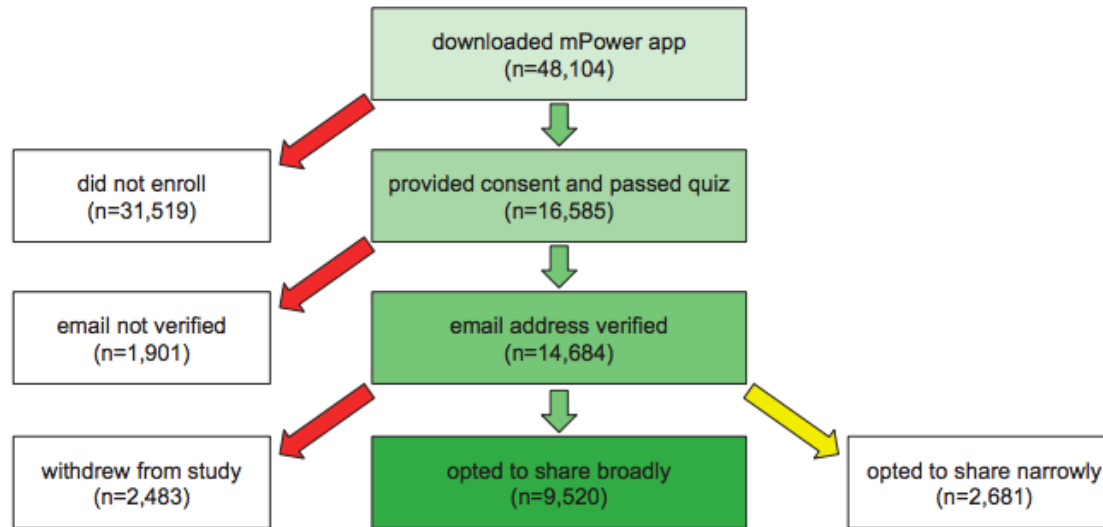 downloaded mPower app
(n=48,104)
did not enroll
(n=31,519)
provided consent and passed quiz
(n=16,585)
email not verified
(n=1,901)
email address verified
(n=14,684)
withdrew from study
(n=2,483)
opted to share broadly
(n=9,520)
opted to share narrowly
(n=2,681)